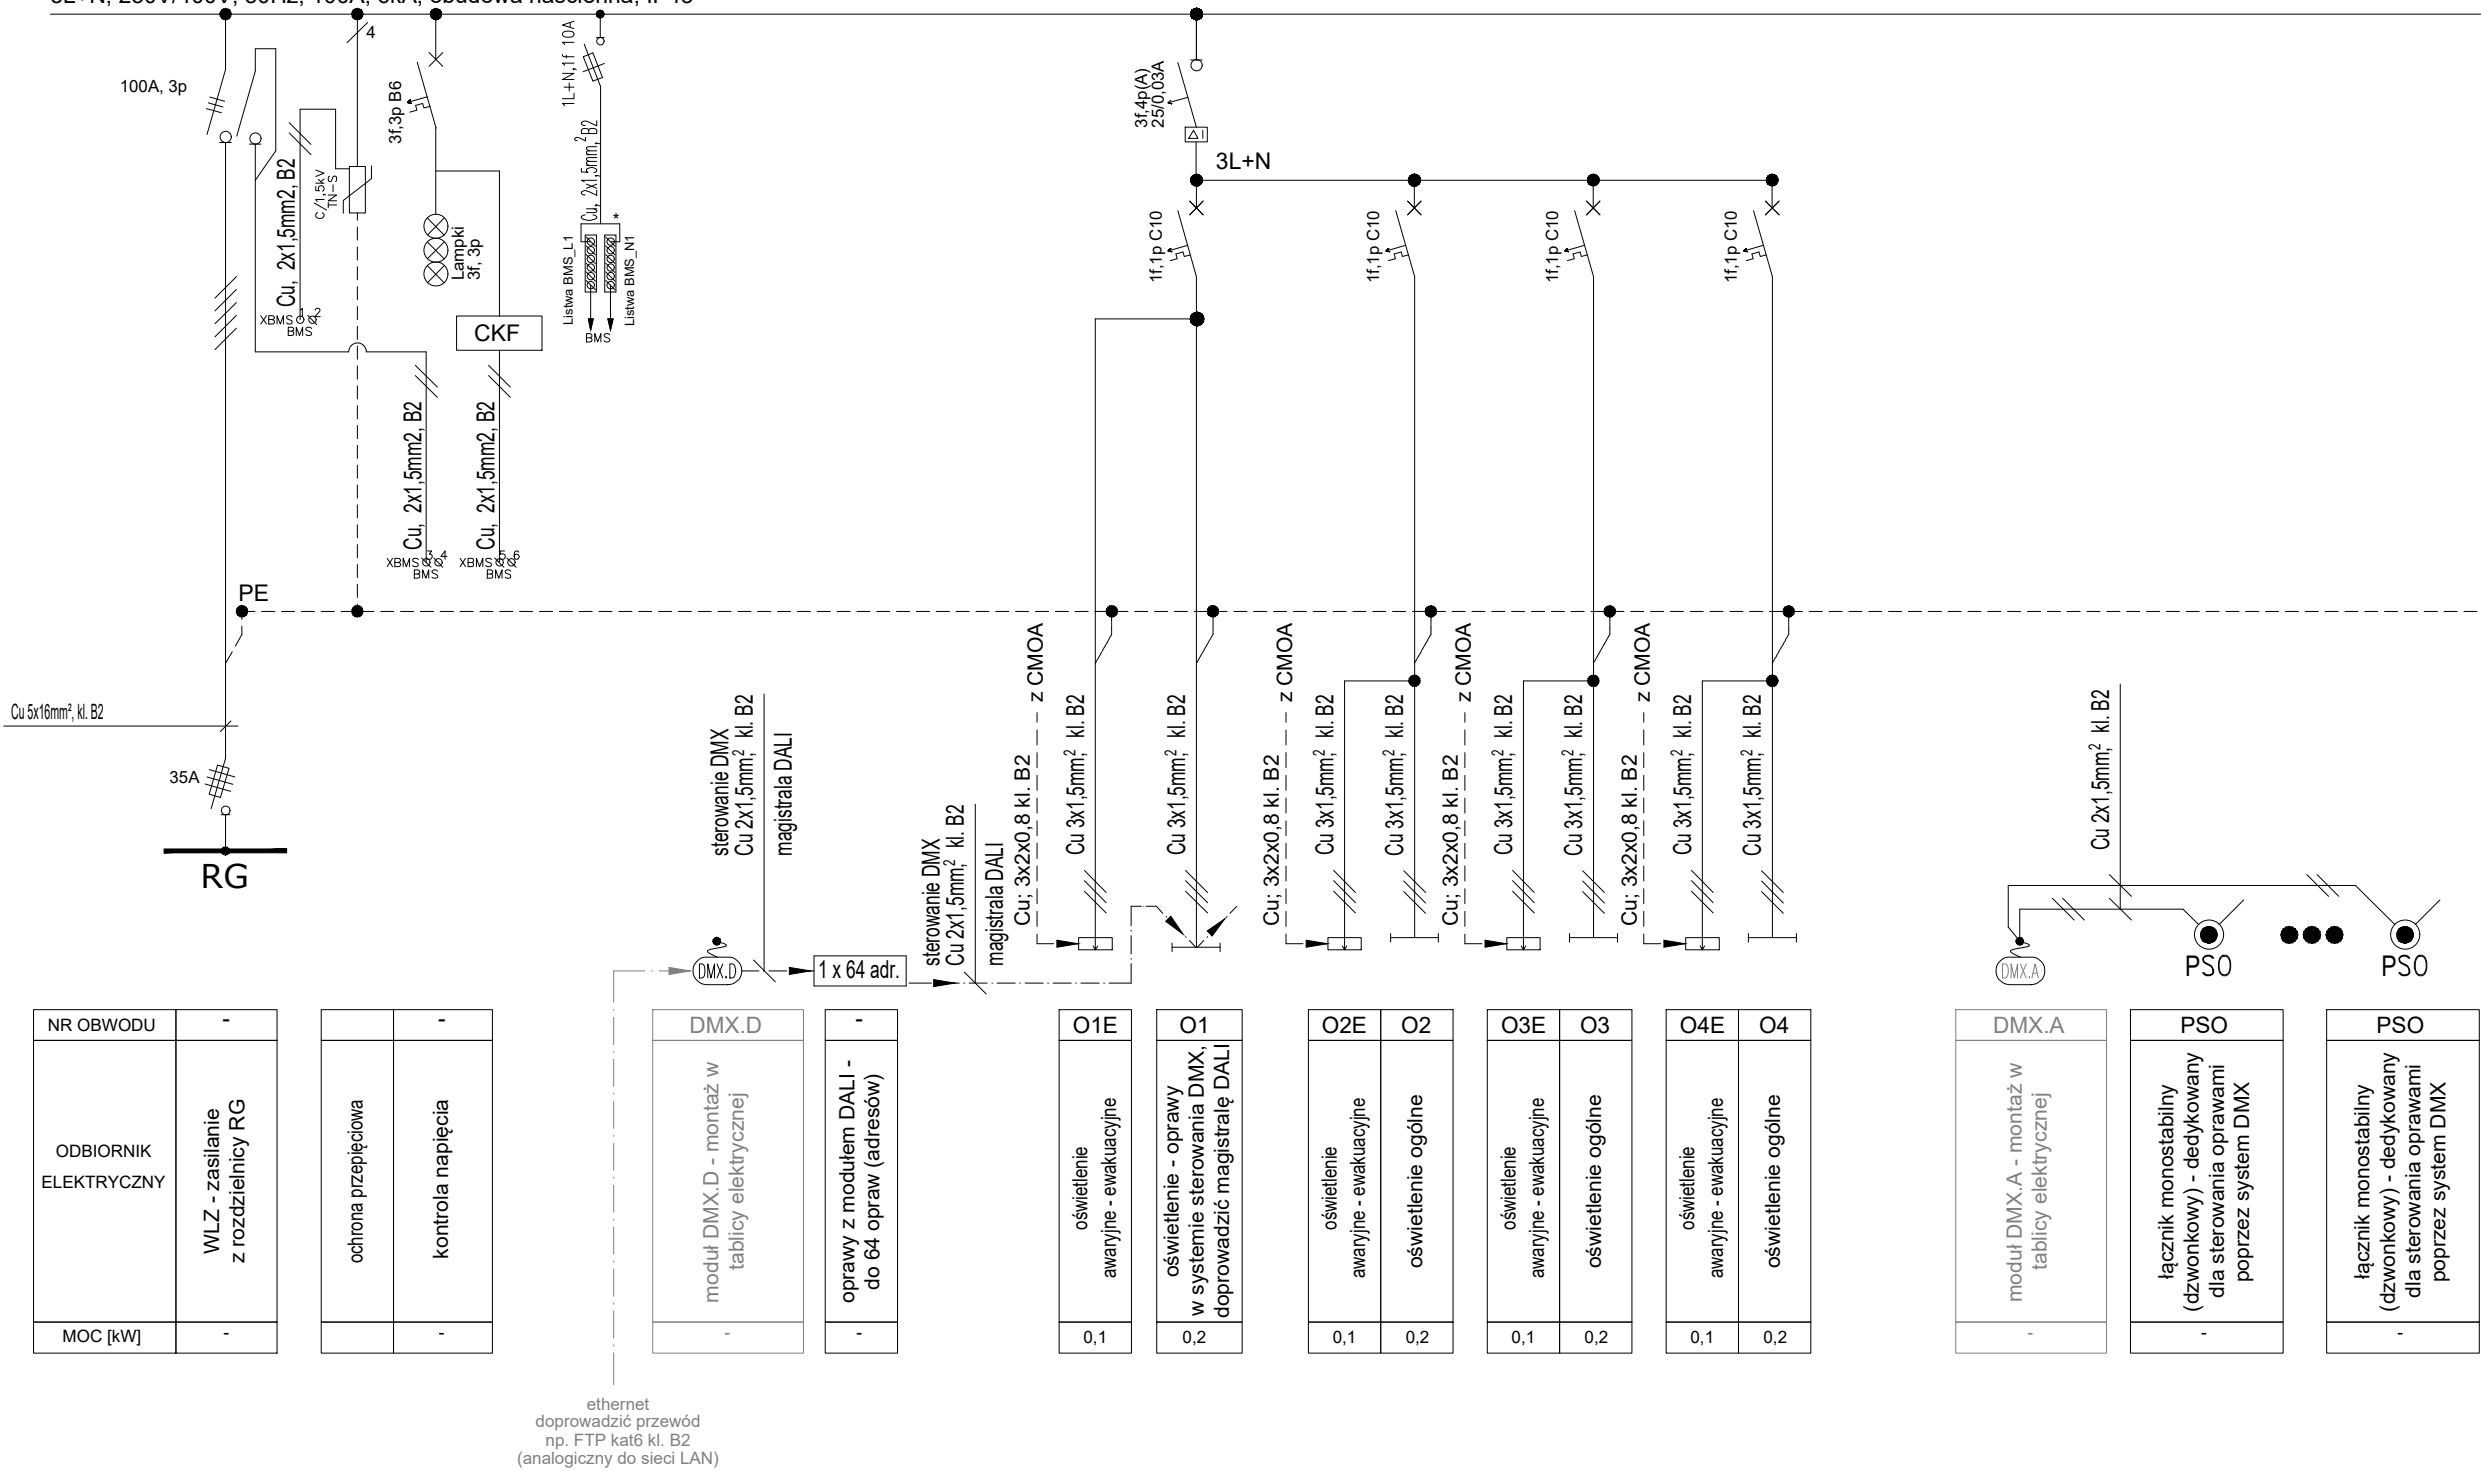 100A, 3p
4
3f,3p B6
1L+N,1f 10A
Cu, 2x1,5mm², B2
3f,4p(A)
25/0,03A
ΔI
3L+N
C/1,5kV
TN-S
Cu, 2x1,5mm2, B2
XBMS 1 2
BMS
Lampki
3f, 3p
CKF
*
Listwa BMS_L1
Listwa BMS_N1
BMS
1f,1p C10
1f,1p C10
1f,1p C10
1f,1p C10
Cu, 2x1,5mm2, B2
Cu, 2x1,5mm2, B2
XBMS 3 4
BMS
XBMS 5 6
BMS
PE
Cu 5x16mm², kl. B2
35A
RG
sterowanie DMX
Cu 2x1,5mm², kl. B2
magistrala DALI
sterowanie DMX
Cu 2x1,5mm², kl. B2
magistrala DALI
DMX.D
1 x 64 adr.
Cu; 3x2x0,8 kl. B2
z CMOA
Cu 3x1,5mm², kl. B2
Cu 3x1,5mm², kl. B2
Cu; 3x2x0,8 kl. B2
z CMOA
Cu 3x1,5mm², kl. B2
Cu 3x1,5mm², kl. B2
Cu; 3x2x0,8 kl. B2
z CMOA
Cu 3x1,5mm², kl. B2
Cu 3x1,5mm², kl. B2
Cu; 3x2x0,8 kl. B2
z CMOA
Cu 3x1,5mm², kl. B2
Cu 3x1,5mm², kl. B2
Cu 2x1,5mm², kl. B2
DMX.A
PSO
PSO
NR OBWODU
-
-
DMX.D
-
O1E
O1
O2E
O2
O3E
O3
O4E
O4
DMX.A
PSO
PSO
ODBIORNIK
ELEKTRYCZNY
WLZ - zasilanie
z rozdzielnicy RG
ochrona przepięciowa
kontrola napięcia
moduł DMX.D - montaż w
tablicy elektrycznej
oprawy z modułem DALI -
do 64 opraw (adresów)
oświetlenie
awaryjne - ewakuacyjne
oświetlenie - oprawy
w systemie sterowania DMX,
doprowadzić magistralę DALI
oświetlenie
awaryjne - ewakuacyjne
oświetlenie ogólne
oświetlenie
awaryjne - ewakuacyjne
oświetlenie ogólne
oświetlenie
awaryjne - ewakuacyjne
oświetlenie ogólne
moduł DMX.A - montaż w
tablicy elektrycznej
łącznik monostabilny
(dzwonkowy) - dedykowany
dla sterowania oprawami
poprzez system DMX
łącznik monostabilny
(dzwonkowy) - dedykowany
dla sterowania oprawami
poprzez system DMX
MOC [kW]
-
-
-
-
0,1
0,2
0,1
0,2
0,1
0,2
0,1
0,2
-
-
-
ethernet
doprowadzić przewód
np. FTP kat6 kl. B2
(analogiczny do sieci LAN)